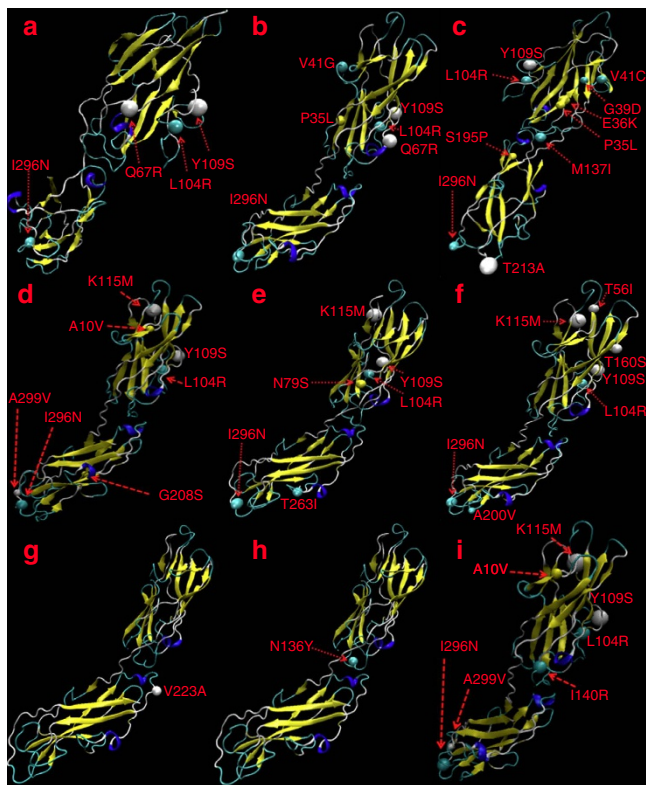 a
I296N
Q67R
L104R
Y109S
b
V41G
P35L
Y109S
L104R
Q67R
I296N
c
Y109S
L104R
V41C
G39D
E36K
P35L
S195P
M137I
I296N
T213A
d
K115M
A10V
Y109S
L104R
A299V
I296N
G208S
e
K115M
N79S
Y109S
L104R
I296N
T263I
f
T56I
K115M
T160S
Y109S
L104R
I296N
A200V
g
V223A
h
N136Y
i
K115M
A10V
Y109S
L104R
I296N
A299V
I140R